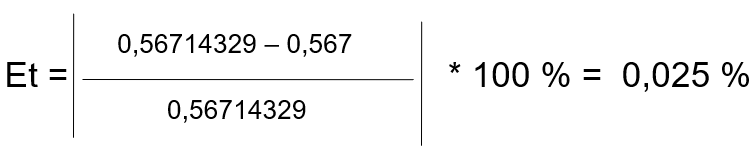 0,56714329 – 0,567
Et = | | * 100 % = 0,025 %
0,56714329